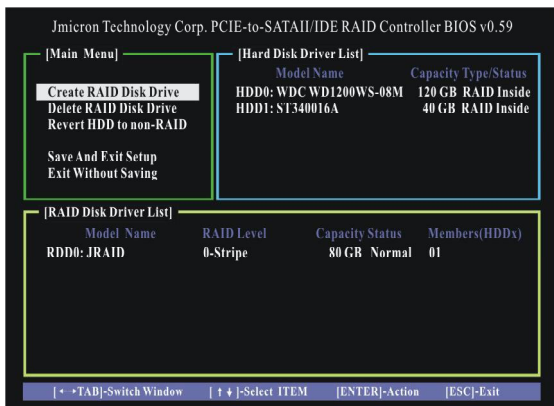 Jmicron Technology Corp. PCIE-to-SATAII/IDE RAID Controller BIOS v0.59
[Main Menu]
Create RAID Disk Drive
Delete RAID Disk Drive
Revert HDD to non-RAID
Save And Exit Setup
Exit Without Saving
[Hard Disk Driver List]
Model Name Capacity Type/Status
HDD0: WDC WD1200WS-08M 120 GB RAID Inside
HDD1: ST340016A 40 GB RAID Inside
[RAID Disk Driver List]
Model Name RAID Level Capacity Status Members(HDDx)
RDD0: JRAID 0-Stripe 80 GB Normal 01
[←→TAB]-Switch Window [↑↓]-Select ITEM [ENTER]-Action [ESC]-Exit